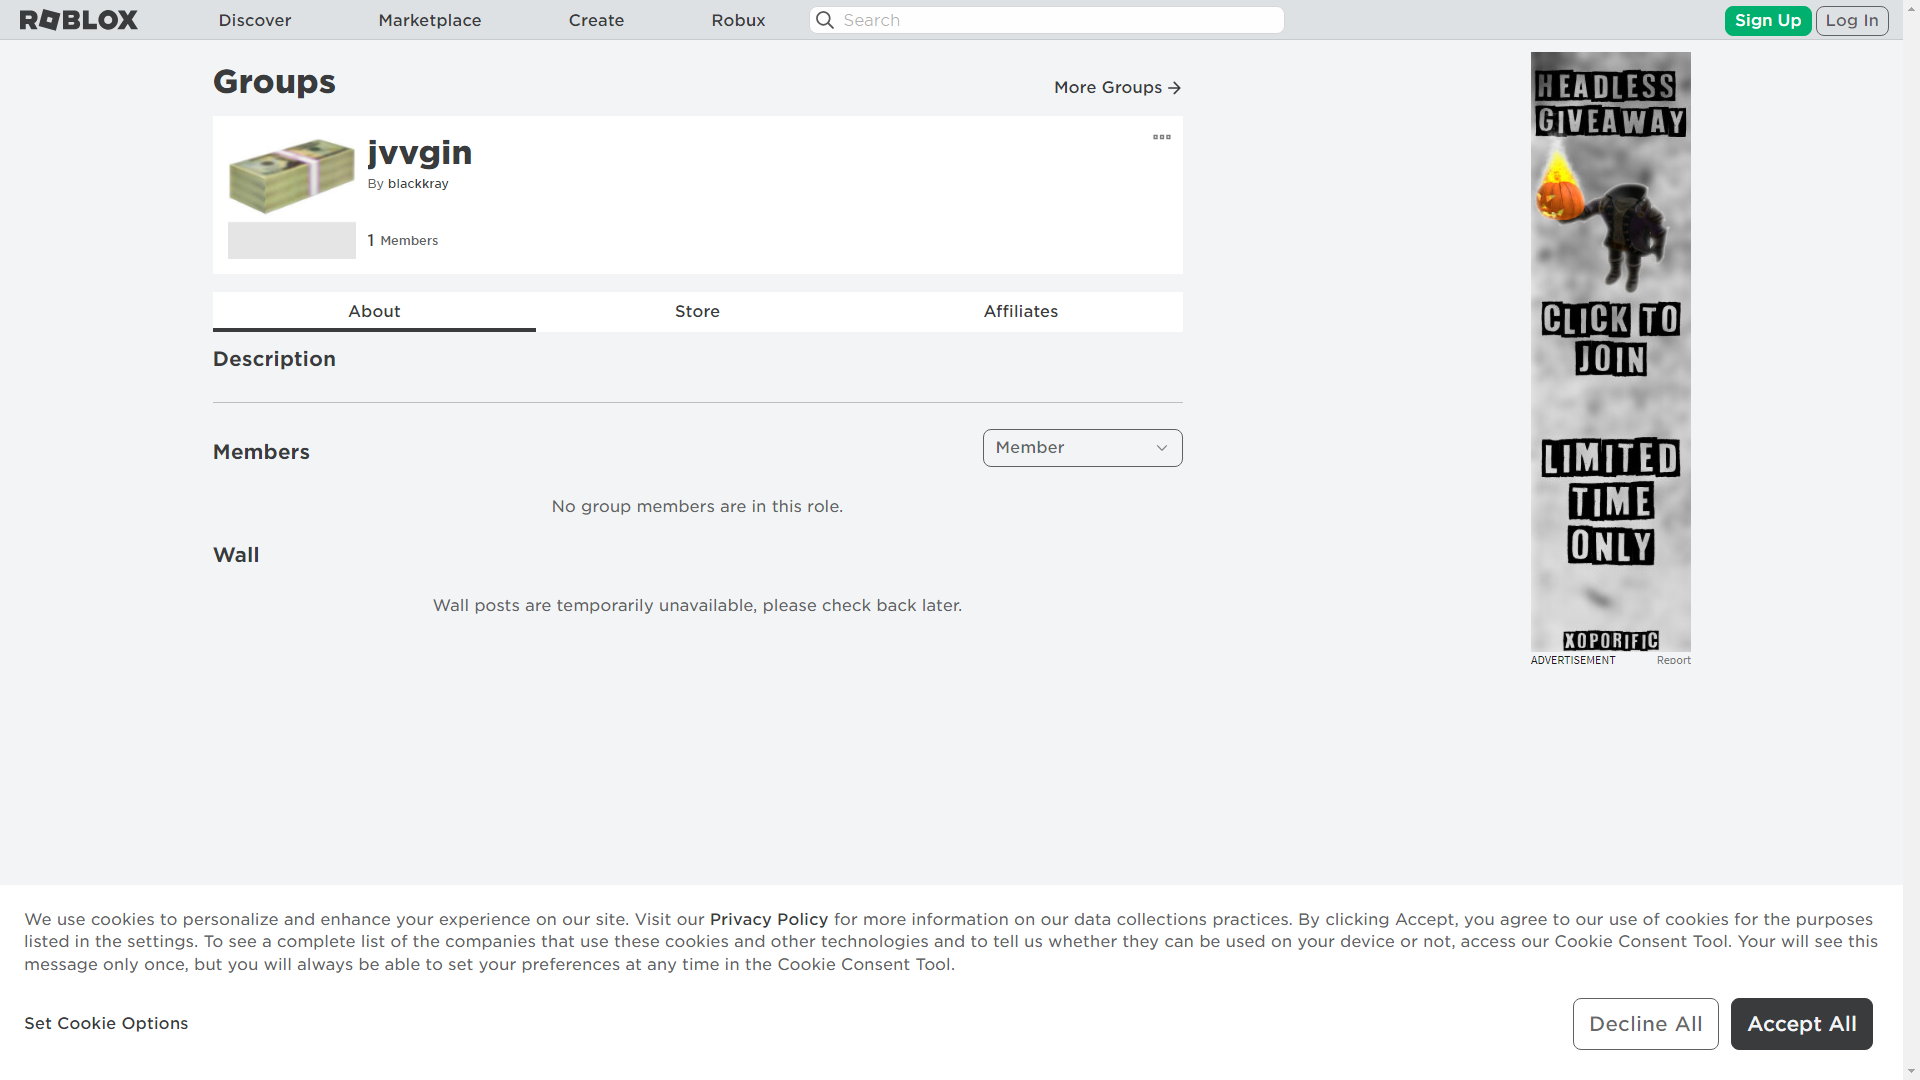 ROBLOX
Discover
Marketplace
Create
Robux
Search
Sign Up
Log In
Groups
More Groups
jvvgin
By blackkray
1 Members
About
Store
Affiliates
Description
Members
Member
No group members are in this role.
Wall
Wall posts are temporarily unavailable, please check back later.
HEADLESS
GIVEAWAY
CLICK TO
JOIN
LIMITED
TIME
ONLY
XOPORIFIC
ADVERTISEMENT
Report
We use cookies to personalize and enhance your experience on our site. Visit our Privacy Policy for more information on our data collections practices. By clicking Accept, you agree to our use of cookies for the purposes
listed in the settings. To see a complete list of the companies that use these cookies and other technologies and to tell us whether they can be used on your device or not, access our Cookie Consent Tool. Your will see this
message only once, but you will always be able to set your preferences at any time in the Cookie Consent Tool.
Set Cookie Options
Decline All
Accept All